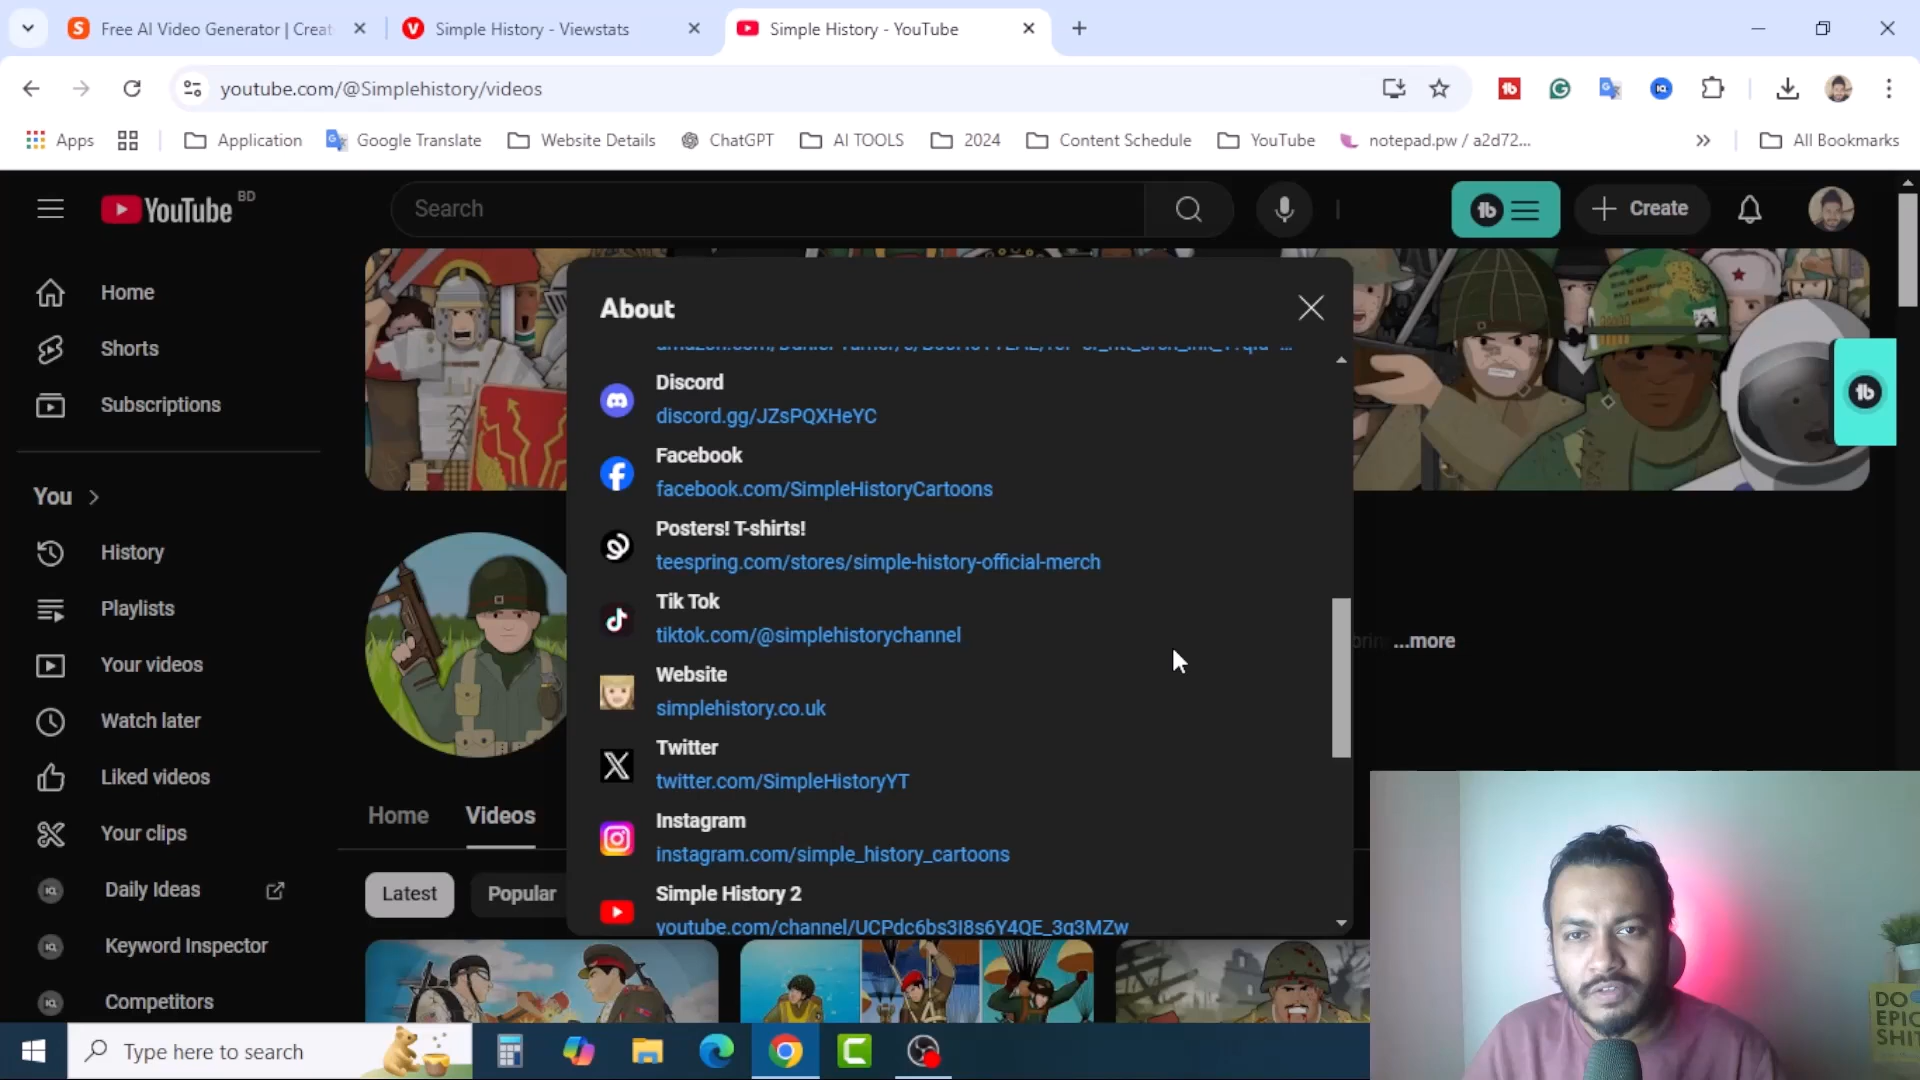 Free AI Video Generator | Creat
Simple History - Viewstats
Simple History - YouTube
youtube.com/@Simplehistory/videos
Apps
Application
Google Translate
Website Details
ChatGPT
AI TOOLS
2024
Content Schedule
YouTube
notepad.pw / a2d72...
All Bookmarks
YouTube BD
Search
Create
Home
Shorts
Subscriptions
You
History
Playlists
Your videos
Watch later
Liked videos
Your clips
Daily Ideas
Keyword Inspector
Competitors
About
Discord
discord.gg/JZsPQXHeYC
Facebook
facebook.com/SimpleHistoryCartoons
Posters! T-shirts!
teespring.com/stores/simple-history-official-merch
Tik Tok
tiktok.com/@simplehistorychannel
Website
simplehistory.co.uk
Twitter
twitter.com/SimpleHistoryYT
Instagram
instagram.com/simple_history_cartoons
Simple History 2
youtube.com/channel/UCPdc6bs3I8s6Y4QE_3q3MZw
...more
Home
Videos
Latest
Popular
Type here to search
DO
EPIC
SHIT